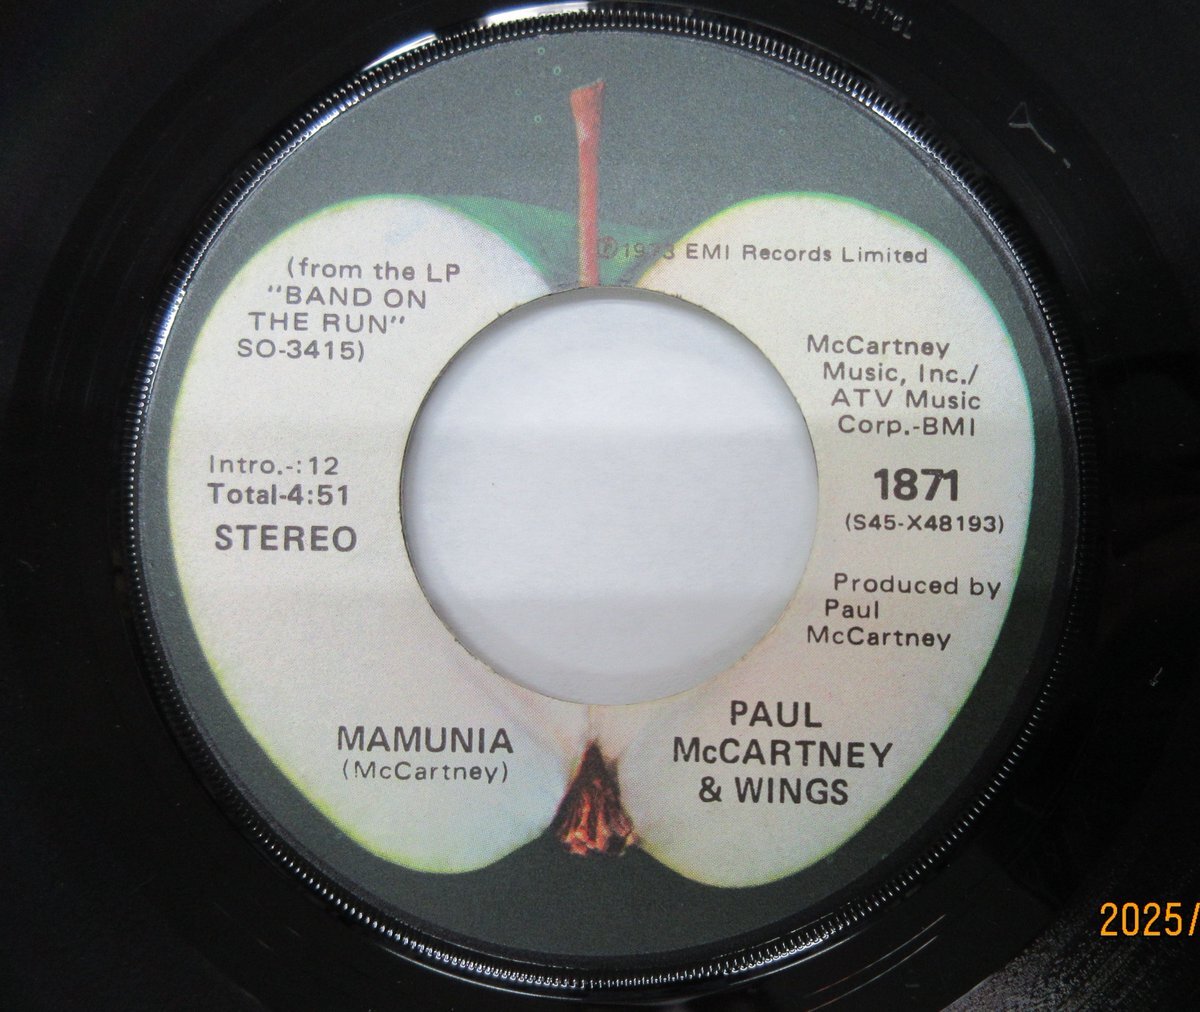 CAPITOL
℗ 1973 EMI Records Limited
(from the LP
"BAND ON
THE RUN"
SO-3415)
McCartney
Music, Inc./
ATV Music
Corp.-BMI
Intro.-:12
Total-4:51
STEREO
1871
(S45-X48193)
Produced by
Paul
McCartney
MAMUNIA
(McCartney)
PAUL
McCARTNEY
& WINGS
2025/